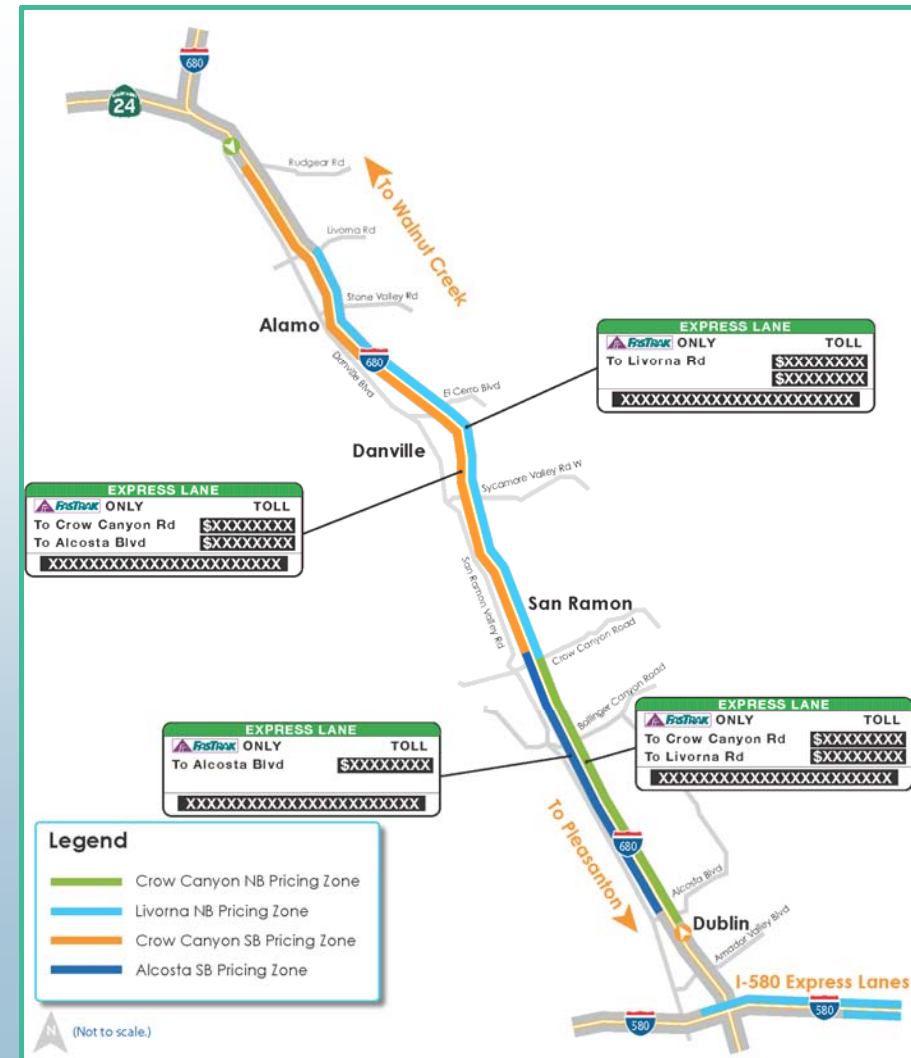 680
24
Rudgear Rd
To Walnut Creek
Livorna Rd
Stone Valley Rd
Alamo
680
Danville Blvd
El Cerro Blvd
EXPRESS LANE
FASTRAK ONLY TOLL
To Livorna Rd $XXXXXXXX
$XXXXXXXX
XXXXXXXXXXXXXXXXXXXXXXX
Danville
Sycamore Valley Rd W
EXPRESS LANE
FASTRAK ONLY TOLL
To Crow Canyon Rd $XXXXXXXX
To Alcosta Blvd $XXXXXXXX
XXXXXXXXXXXXXXXXXXXXXXX
San Ramon Valley Rd
San Ramon
Crow Canyon Road
Bollinger Canyon Road
EXPRESS LANE
FASTRAK ONLY TOLL
To Crow Canyon Rd $XXXXXXXX
To Livorna Rd $XXXXXXXX
XXXXXXXXXXXXXXXXXXXXXXX
EXPRESS LANE
FASTRAK ONLY TOLL
To Alcosta Blvd $XXXXXXXX
XXXXXXXXXXXXXXXXXXXXXXX
To Pleasanton
680
Alcosta Blvd
Dublin
Amador Valley Blvd
I-580 Express Lanes
580
580
Legend
Crow Canyon NB Pricing Zone
Livorna NB Pricing Zone
Crow Canyon SB Pricing Zone
Alcosta SB Pricing Zone
N
(Not to scale.)